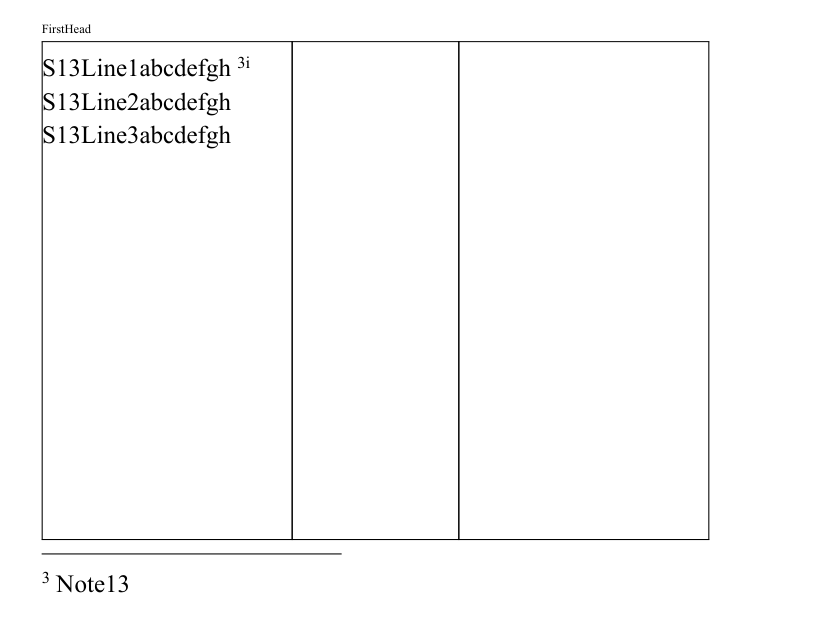 FirstHead
S13Line1abcdefgh 3i
S13Line2abcdefgh
S13Line3abcdefgh
3 Note13